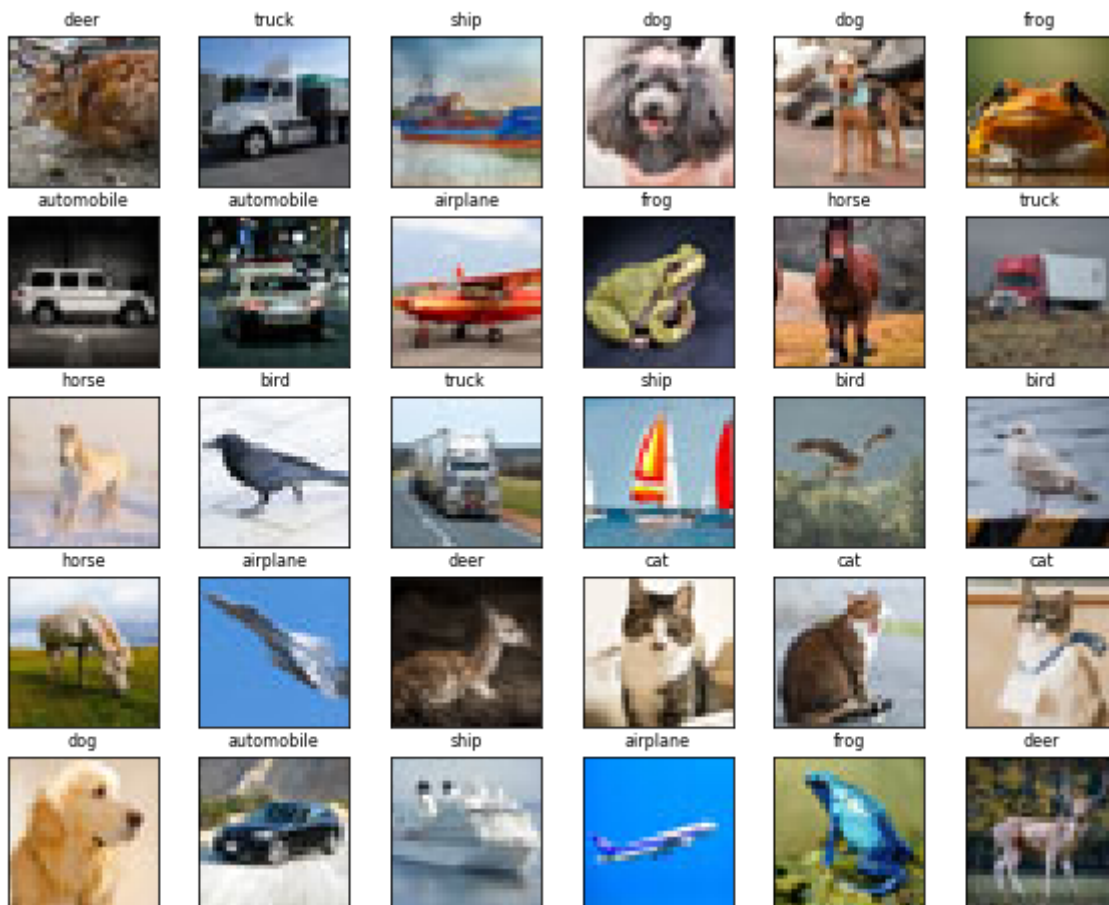 deer truck ship dog dog frog
automobile automobile airplane frog horse truck
horse bird truck ship bird bird
horse airplane deer cat cat cat
dog automobile ship airplane frog deer